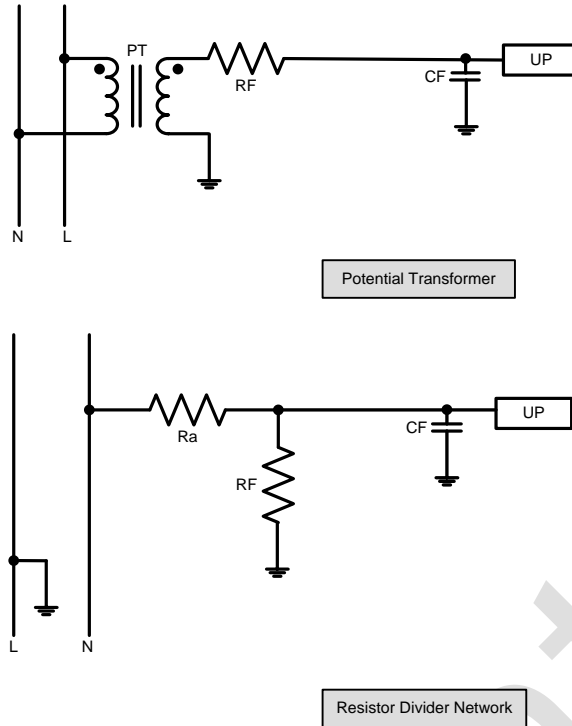 PT
RF
CF
UP
N
L
Potential Transformer
Ra
RF
CF
UP
L
N
Resistor Divider Network